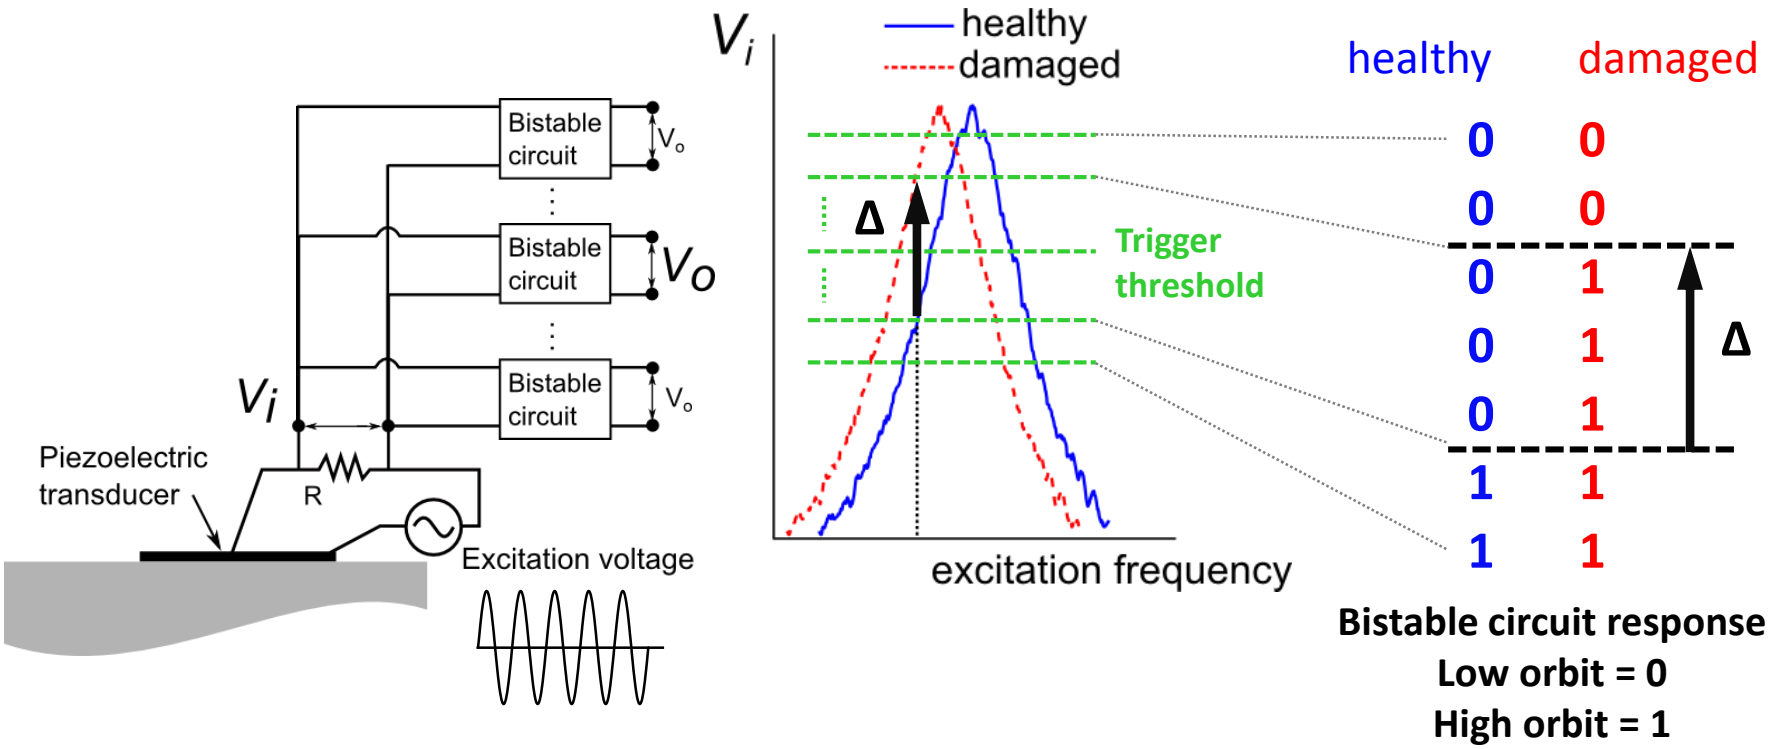 Bistable
circuit
Vo
Bistable
circuit
Vo
Bistable
circuit
Vo
Vi
Piezoelectric
transducer
R
Excitation voltage
Vi
healthy
damaged
Δ
Trigger
threshold
excitation frequency
healthy damaged
0 0
0 0
0 1
0 1
0 1
1 1
1 1
Δ
Bistable circuit response
Low orbit = 0
High orbit = 1